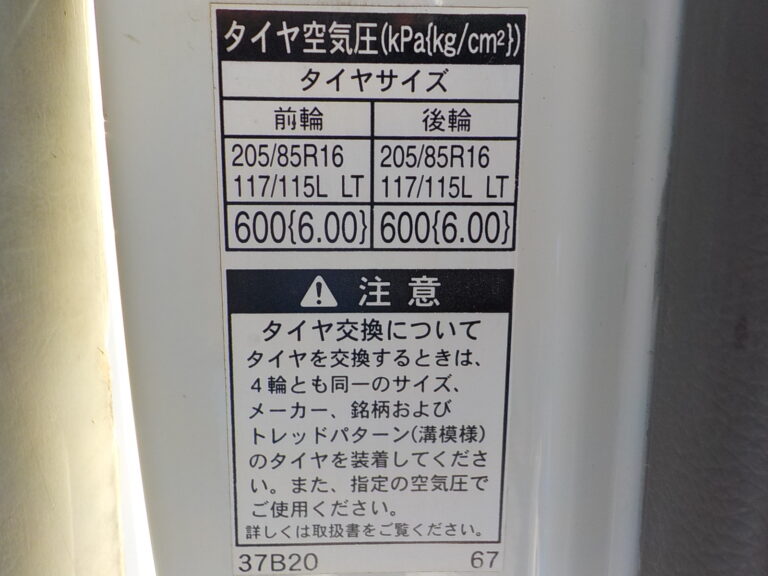 タイヤ空気圧(kPa{kg/cm²})
タイヤサイズ
前輪 後輪
205/85R16 205/85R16
117/115L LT 117/115L LT
600{6.00} 600{6.00}
注意
タイヤ交換について
タイヤを交換するときは、
4輪とも同一のサイズ、
メーカー、銘柄および
トレッドパターン(溝模様)
のタイヤを装着してくださ
い。また、指定の空気圧で
ご使用ください。
詳しくは取扱書をご覧ください。
37B20 67